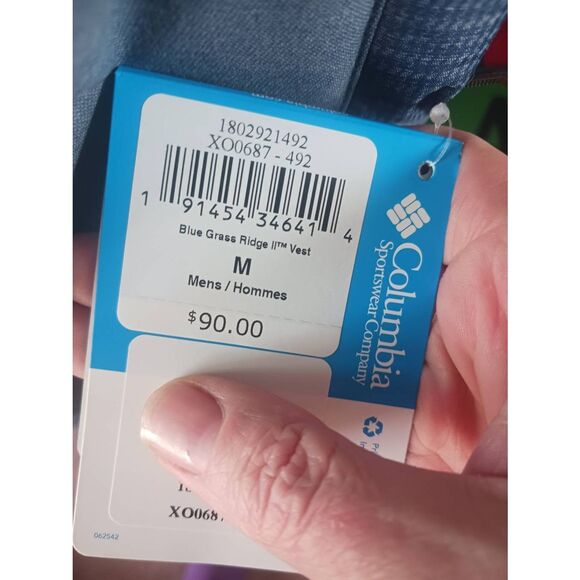 1802921492
XO0687 - 492
1 91454 34641 4
Blue Grass Ridge II™ Vest
M
Mens / Hommes
$90.00
Columbia
Sportswear Company
XO0687
062542